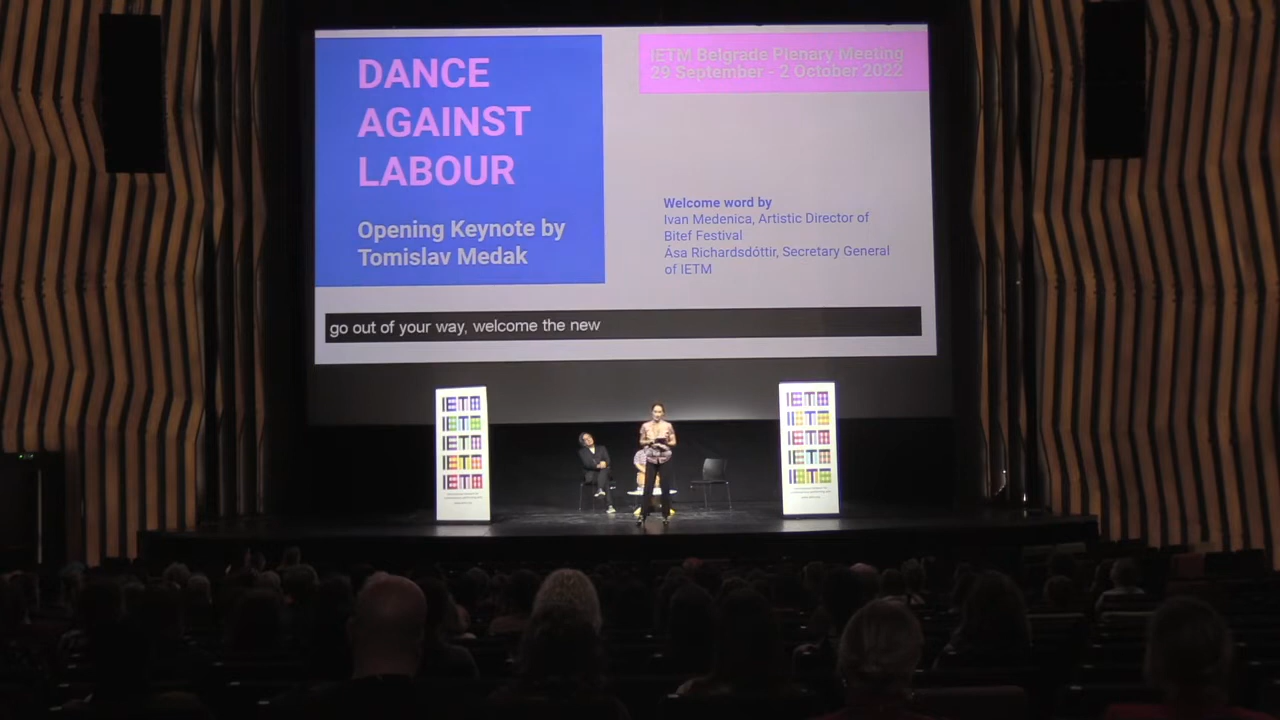 DANCE
AGAINST
LABOUR
Opening Keynote by
Tomislav Medak
IETM Belgrade Plenary Meeting
29 September - 2 October 2022
Welcome word by
Ivan Medenica, Artistic Director of
Bitef Festival
Ása Richardsdóttir, Secretary General
of IETM
go out of your way, welcome the new
IETM
IETM
IETM
IETM
IETM
IETM
IETM
IETM
IETM
IETM